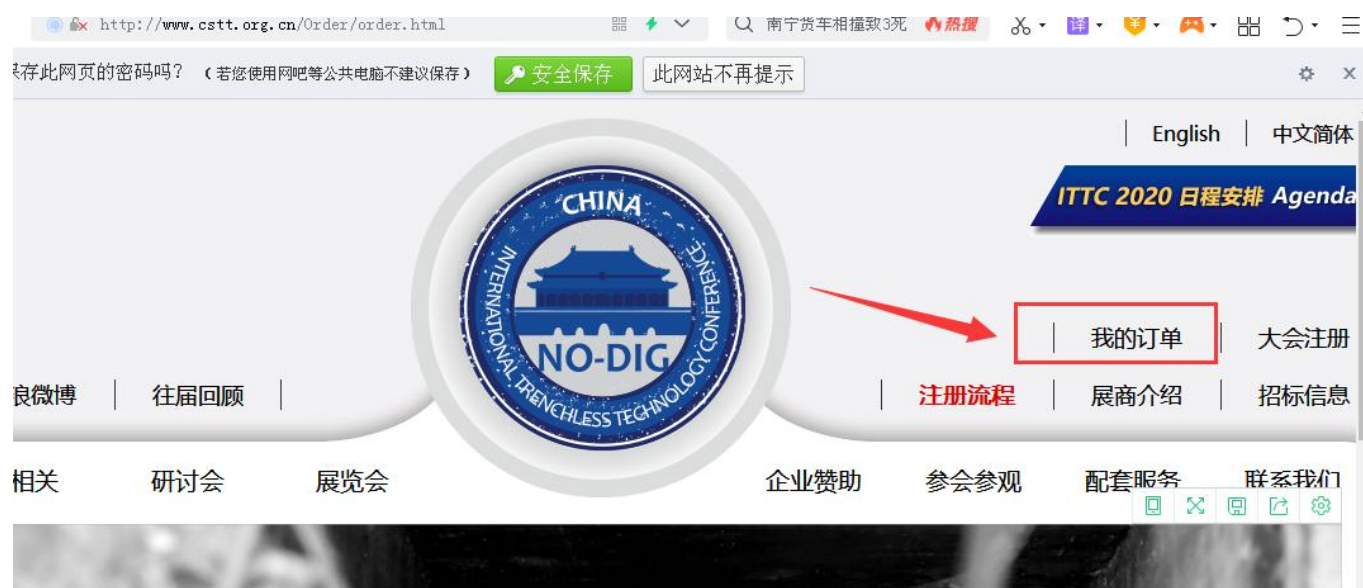 http://www.cstt.org.cn/Order/order.html
南宁货车相撞致3死 热搜
译
存此网页的密码吗? (若您使用网吧等公共电脑不建议保存)
安全保存
此网站不再提示
English
中文简体
ITTC 2020 日程安排 Agenda
CHINA
INTERNATIONAL TRENCHLESS TECHNOLOGY CONFERENCE
NO-DIG
我的订单
大会注册
浪微博
往届回顾
注册流程
展商介绍
招标信息
相关
研讨会
展览会
企业赞助
参会参观
配套服务
联系我们